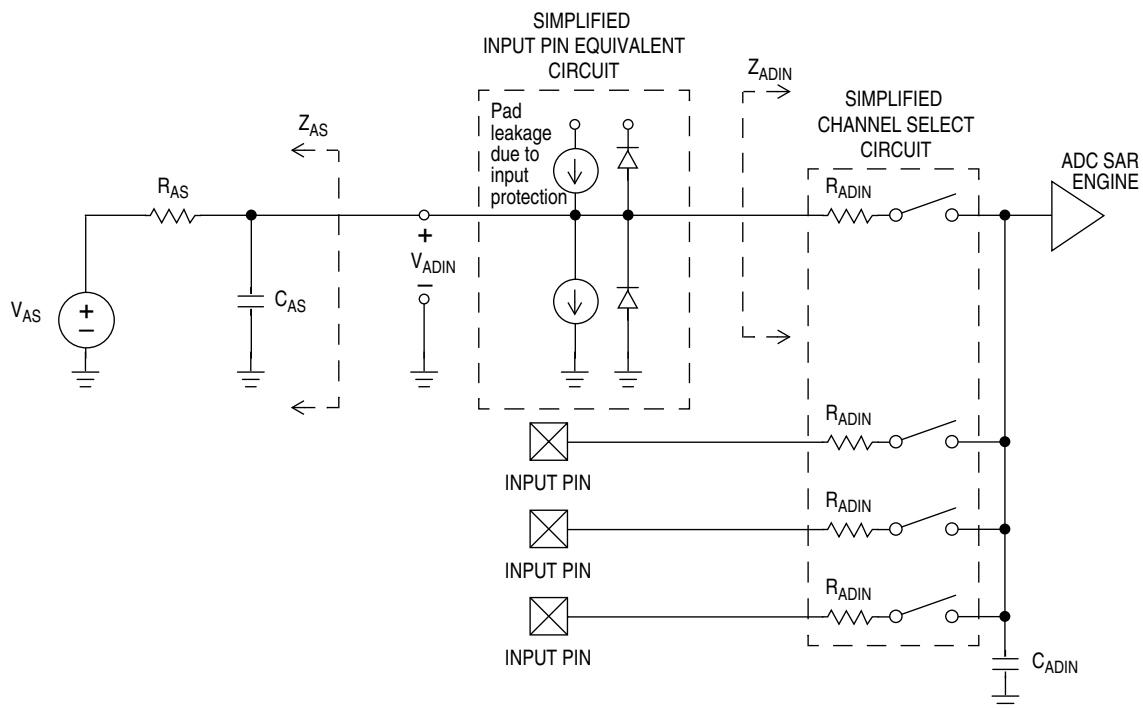 SIMPLIFIED
INPUT PIN EQUIVALENT
CIRCUIT
Z_ADIN
SIMPLIFIED
CHANNEL SELECT
CIRCUIT
Pad
leakage
due to
input
protection
Z_AS
R_AS
R_ADIN
ADC SAR
ENGINE
+
V_ADIN
–
C_AS
V_AS
+
–
R_ADIN
INPUT PIN
R_ADIN
INPUT PIN
R_ADIN
INPUT PIN
C_ADIN